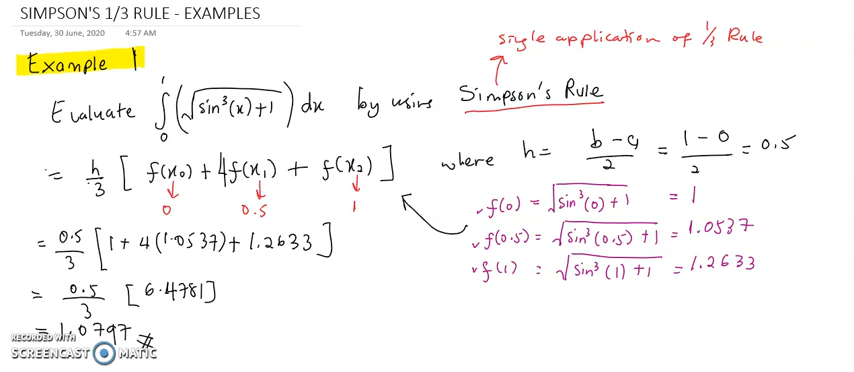 SIMPSON'S 1/3 RULE - EXAMPLES
Tuesday, 30 June, 2020 4:57 AM
single application of 1/3 Rule
Example 1
Evaluate ∫₀¹ (√(sin³(x)+1)) dx by using Simpson's Rule
= h/3 [ f(x₀) + 4f(x₁) + f(x₂) ] where h = (b-a)/2 = (1-0)/2 = 0.5
0 0.5 1
✓f(0) = √(sin³(0)+1) = 1
✓f(0.5) = √(sin³(0.5)+1) = 1.0537
✓f(1) = √(sin³(1)+1) = 1.2633
= 0.5/3 [1 + 4(1.0537) + 1.2633]
= 0.5/3 [6.4781]
= 1.0797 #
RECORDED WITH
SCREENCAST MATIC